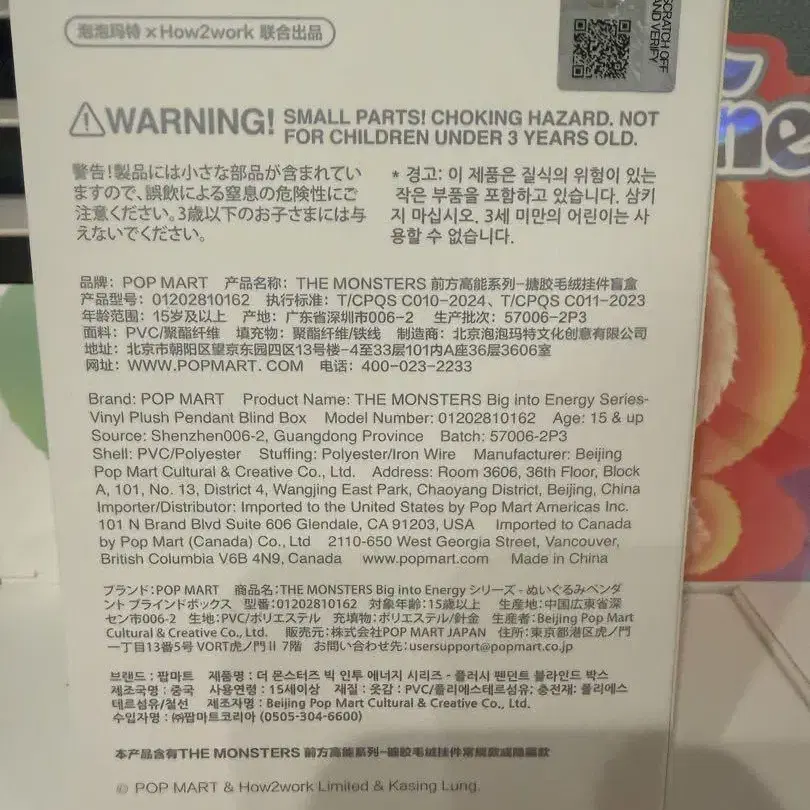 泡泡玛特 × How2work 联合出品
SCRATCH OFF
AND VERIFY
ne
WARNING! SMALL PARTS! CHOKING HAZARD. NOT
FOR CHILDREN UNDER 3 YEARS OLD.
警告!製品には小さな部品が含まれてい
ますので、誤飲による窒息の危険性にご
注意ください。3歳以下のお子さまには与
えないでください。
* 경고: 이 제품은 질식의 위험이 있는
작은 부품을 포함하고 있습니다. 삼키
지 마십시오. 3세 미만의 어린이는 사
용할 수 없습니다.
品牌: POP MART 产品名称: THE MONSTERS 前方高能系列-搪胶毛绒挂件盲盒
产品型号: 01202810162 执行标准: T/CPQS C010-2024、T/CPQS C011-2023
年龄范围: 15岁及以上 产地: 广东省深圳市006-2 生产批次: 57006-2P3
面料: PVC/聚酯纤维 填充物: 聚酯纤维/铁线 制造商: 北京泡泡玛特文化创意有限公司
地址: 北京市朝阳区望京东园四区13号楼-4至33层101内A座36层3606室
网址: WWW.POPMART. COM 电话: 400-023-2233
Brand: POP MART Product Name: THE MONSTERS Big into Energy Series-
Vinyl Plush Pendant Blind Box Model Number: 01202810162 Age: 15 & up
Source: Shenzhen006-2, Guangdong Province Batch: 57006-2P3
Shell: PVC/Polyester Stuffing: Polyester/Iron Wire Manufacturer: Beijing
Pop Mart Cultural & Creative Co., Ltd. Address: Room 3606, 36th Floor, Block
A, 101, No. 13, District 4, Wangjing East Park, Chaoyang District, Beijing, China
Importer/Distributor: Imported to the United States by Pop Mart Americas Inc.
101 N Brand Blvd Suite 606 Glendale, CA 91203, USA Imported to Canada
by Pop Mart (Canada) Co., Ltd 2110-650 West Georgia Street, Vancouver,
British Columbia V6B 4N9, Canada www.popmart.com Made in China
ブランド:POP MART 商品名:THE MONSTERS Big into Energy シリーズ - ぬいぐるみペンダ
ント ブラインドボックス 型番:01202810162 対象年齢:15歳以上 生産地:中国広東省深
セン市006-2 生地:PVC/ポリエステル 充填物:ポリエステル/針金 生産者:Beijing Pop Mart
Cultural & Creative Co., Ltd. 販売元:株式会社POP MART JAPAN 住所:東京都港区虎ノ門
一丁目13番5号 VORT虎ノ門Ⅱ 7階 お問い合わせ先:usersupport@popmart.co.jp
브랜드 : 팝마트 제품명 : 더 몬스터즈 빅 인투 에너지 시리즈 - 플러시 펜던트 블라인드 박스
제조국명 : 중국 사용연령 : 15세이상 재질 : 겉감 : PVC/폴리에스테르섬유; 충전재: 폴리에스
테르섬유/철선 제조자명 : Beijing Pop Mart Cultural & Creative Co., Ltd.
수입자명 : ㈜팝마트코리아 (0505-304-6600)
本产品含有THE MONSTERS 前方高能系列-搪胶毛绒挂件常规款或隐藏款
© POP MART & How2work Limited & Kasing Lung.